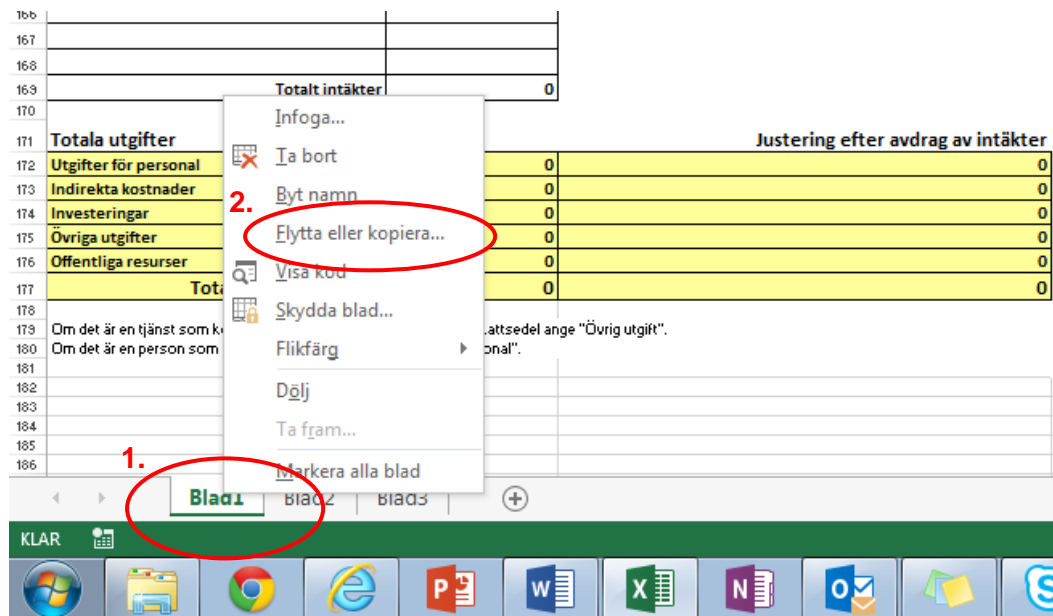 166
167
168
169 Totalt intäkter 0
170
Infoga...
171 Totala utgifter Justering efter avdrag av intäkter
Ta bort
172 Utgifter för personal 0 0
173 Indirekta kostnader 0 0
2. Byt namn
174 Investeringar 0 0
175 Övriga utgifter 0 0
Flytta eller kopiera...
176 Offentliga resurser 0 0
Visa kod
177 0 0
178
Skydda blad...
179 Om det är en tjänst som ange "Övrig utgift".
180 Om det är en person som
Flikfärg
181
182
Dölj
183
184
Ta fram...
185
186
1.
Markera alla blad
Blad1 Blad2 Blad3
KLAR
P W X N O S